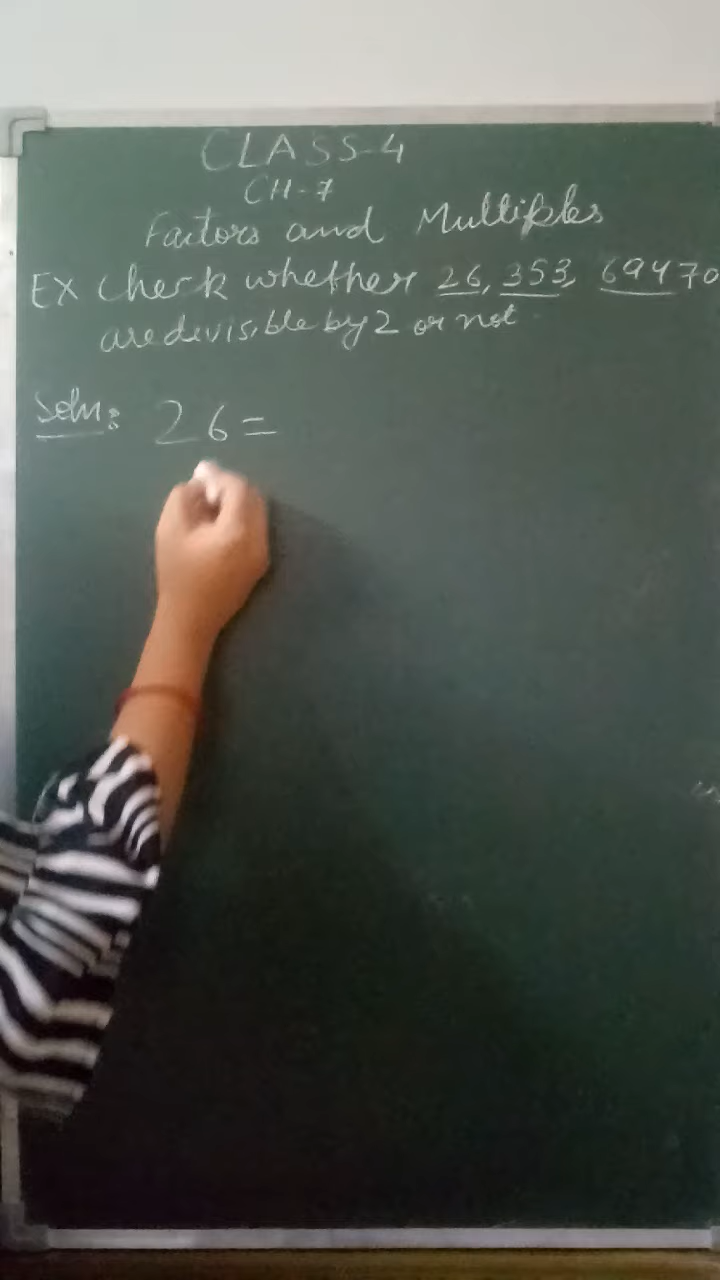 CLASS-4
CH-7
Factors and Multiples
EX Check whether 26, 353, 69470
are devisible by 2 or not.
Soln: 26 =